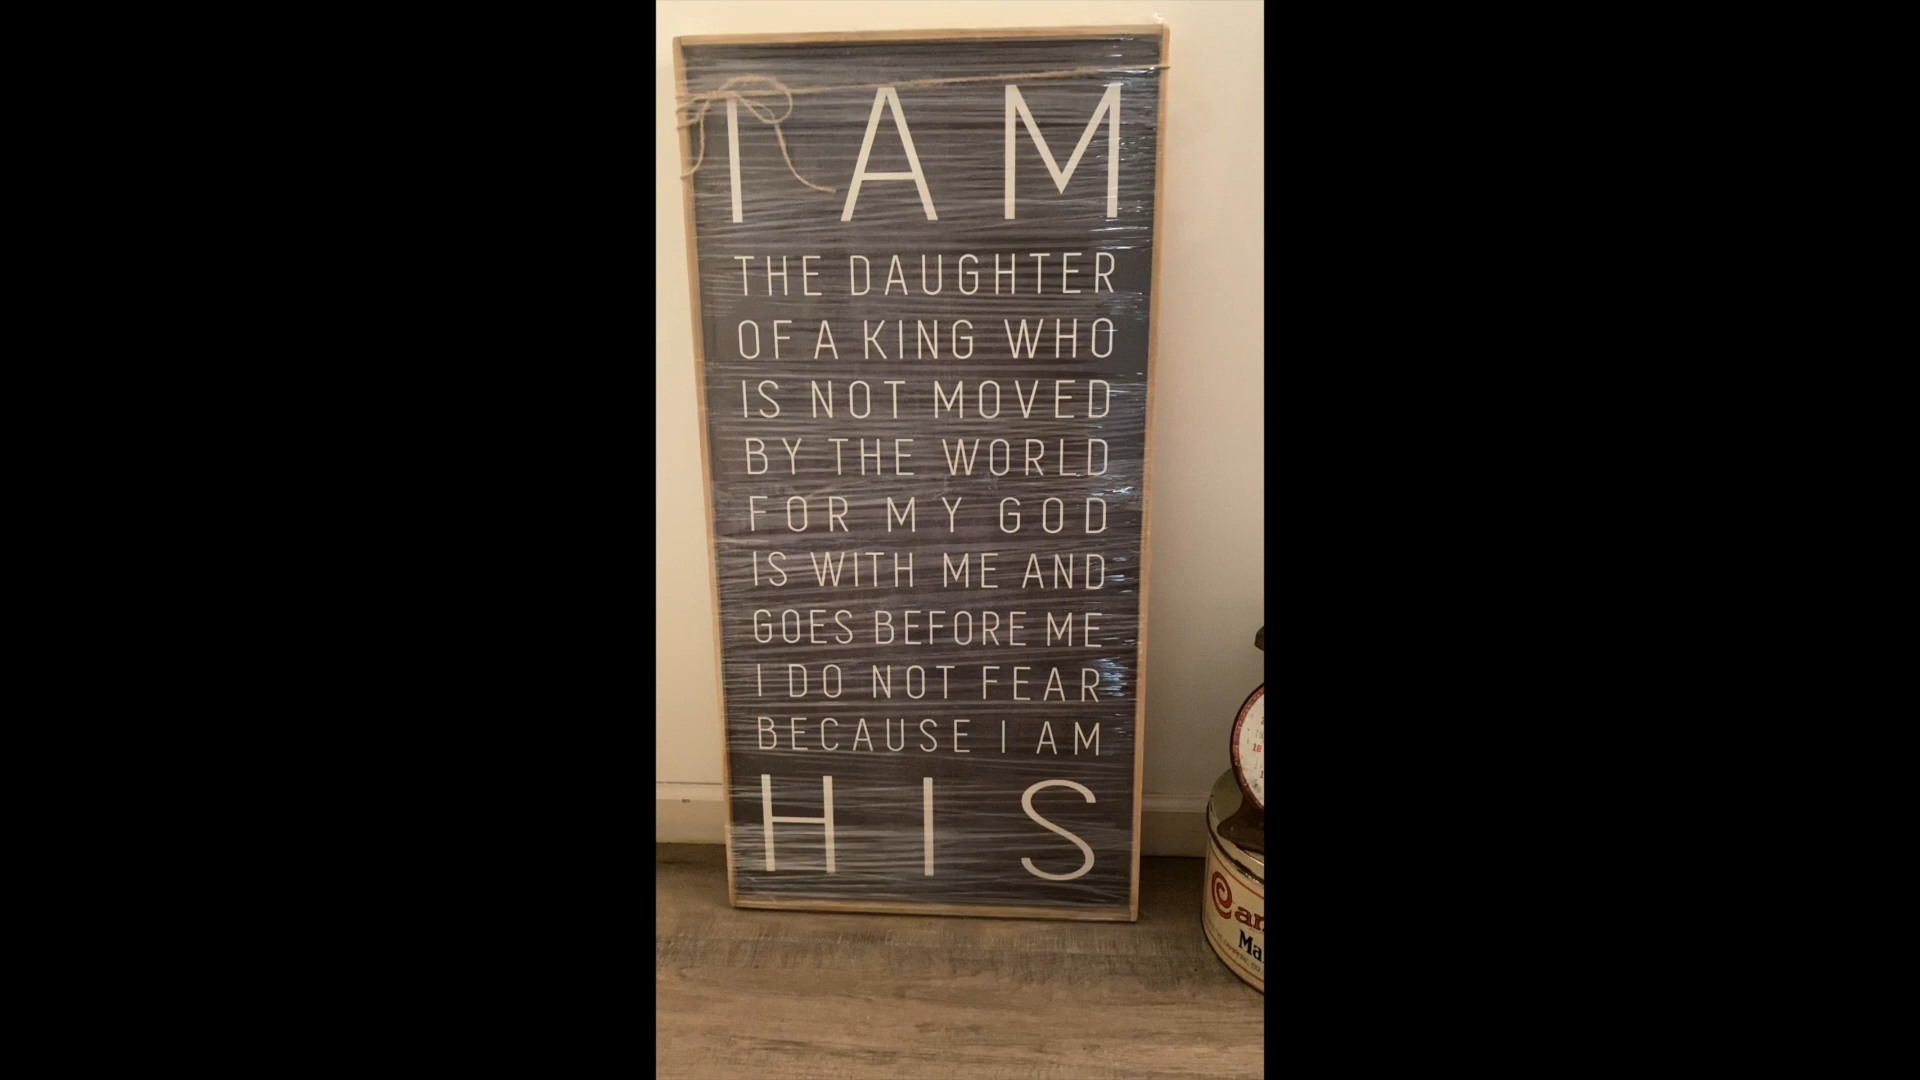 I AM
THE DAUGHTER
OF A KING WHO
IS NOT MOVED
BY THE WORLD
FOR MY GOD
IS WITH ME AND
GOES BEFORE ME
I DO NOT FEAR
BECAUSE I AM
HIS
18